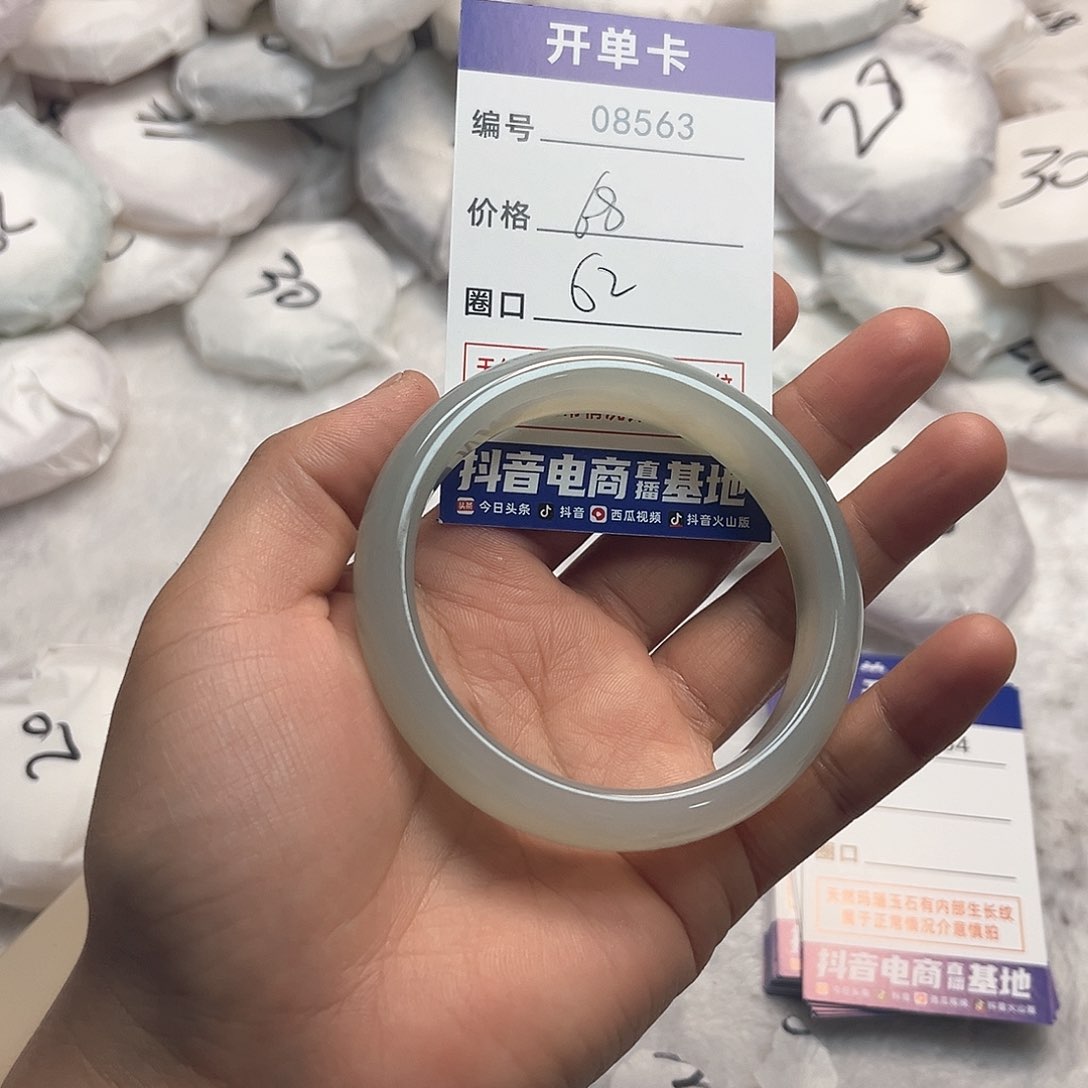 开单卡
编号 08563
价格 68
圈口 62
抖音电商直播基地
今日头条 抖音 西瓜视频 抖音火山版
27
30
30
圈口
天然玛瑙玉石有内部生长纹
属于正常情况介意慎拍
抖音电商直播基地